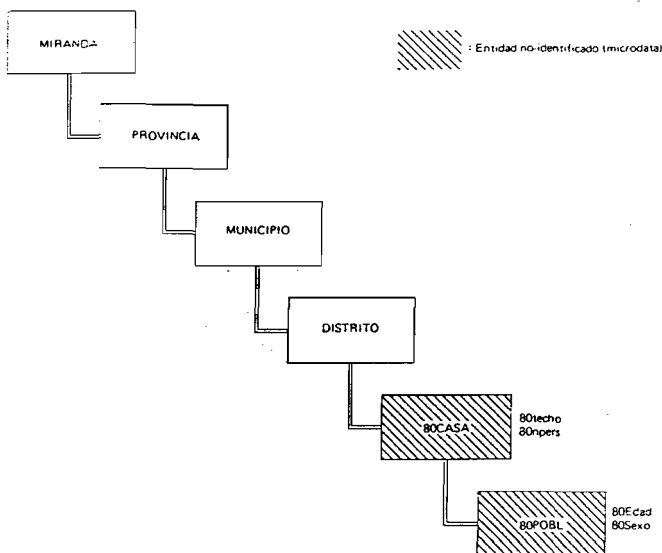 MIRANDA
: Entidad no-identificado (microdata)
PROVINCIA
MUNICIPIO
DISTRITO
80CASA
80techo
80npers
80POBL
80Edad
80Sexo